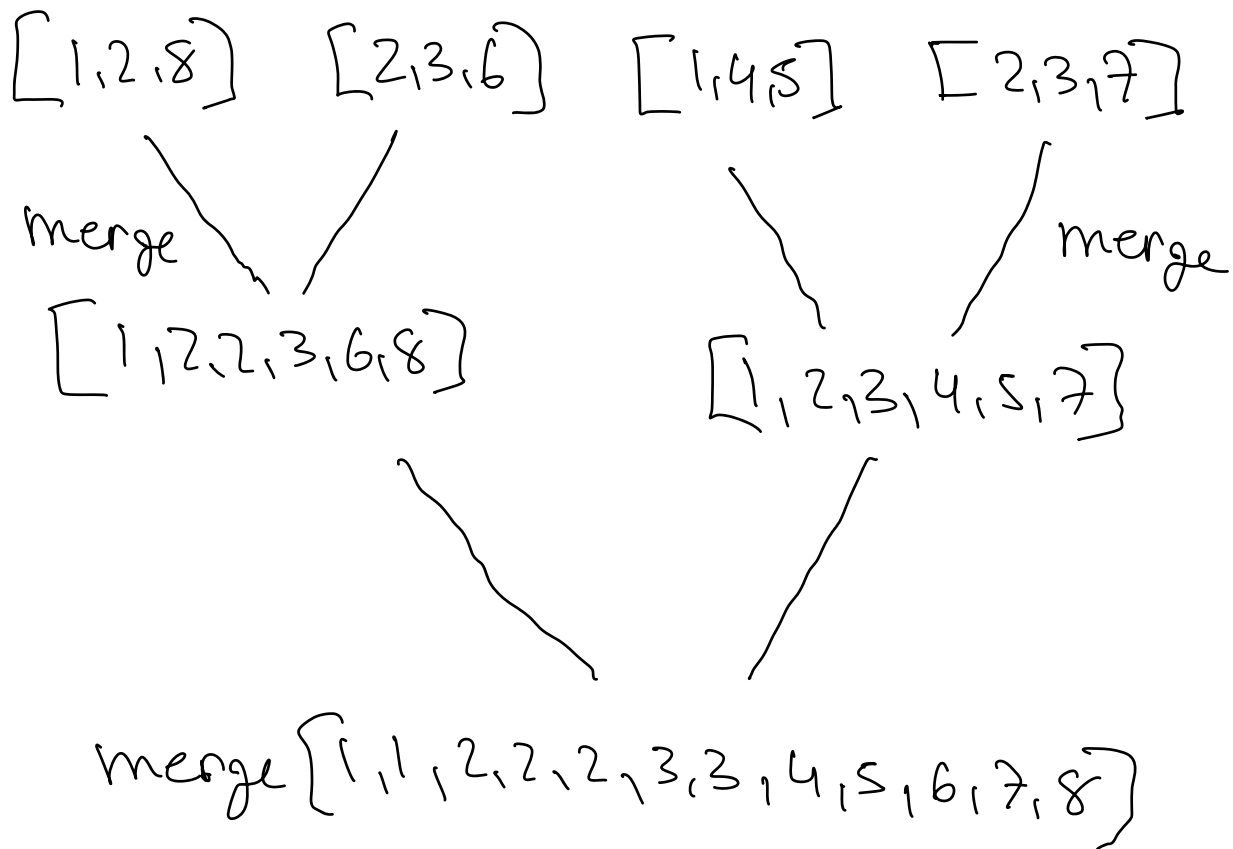 [1,2,8] [2,3,6] [1,4,5] [2,3,7]
merge merge
[1,2,2,3,6,8] [1,2,3,4,5,7]
merge [1,1,2,2,2,3,3,4,5,6,7,8]